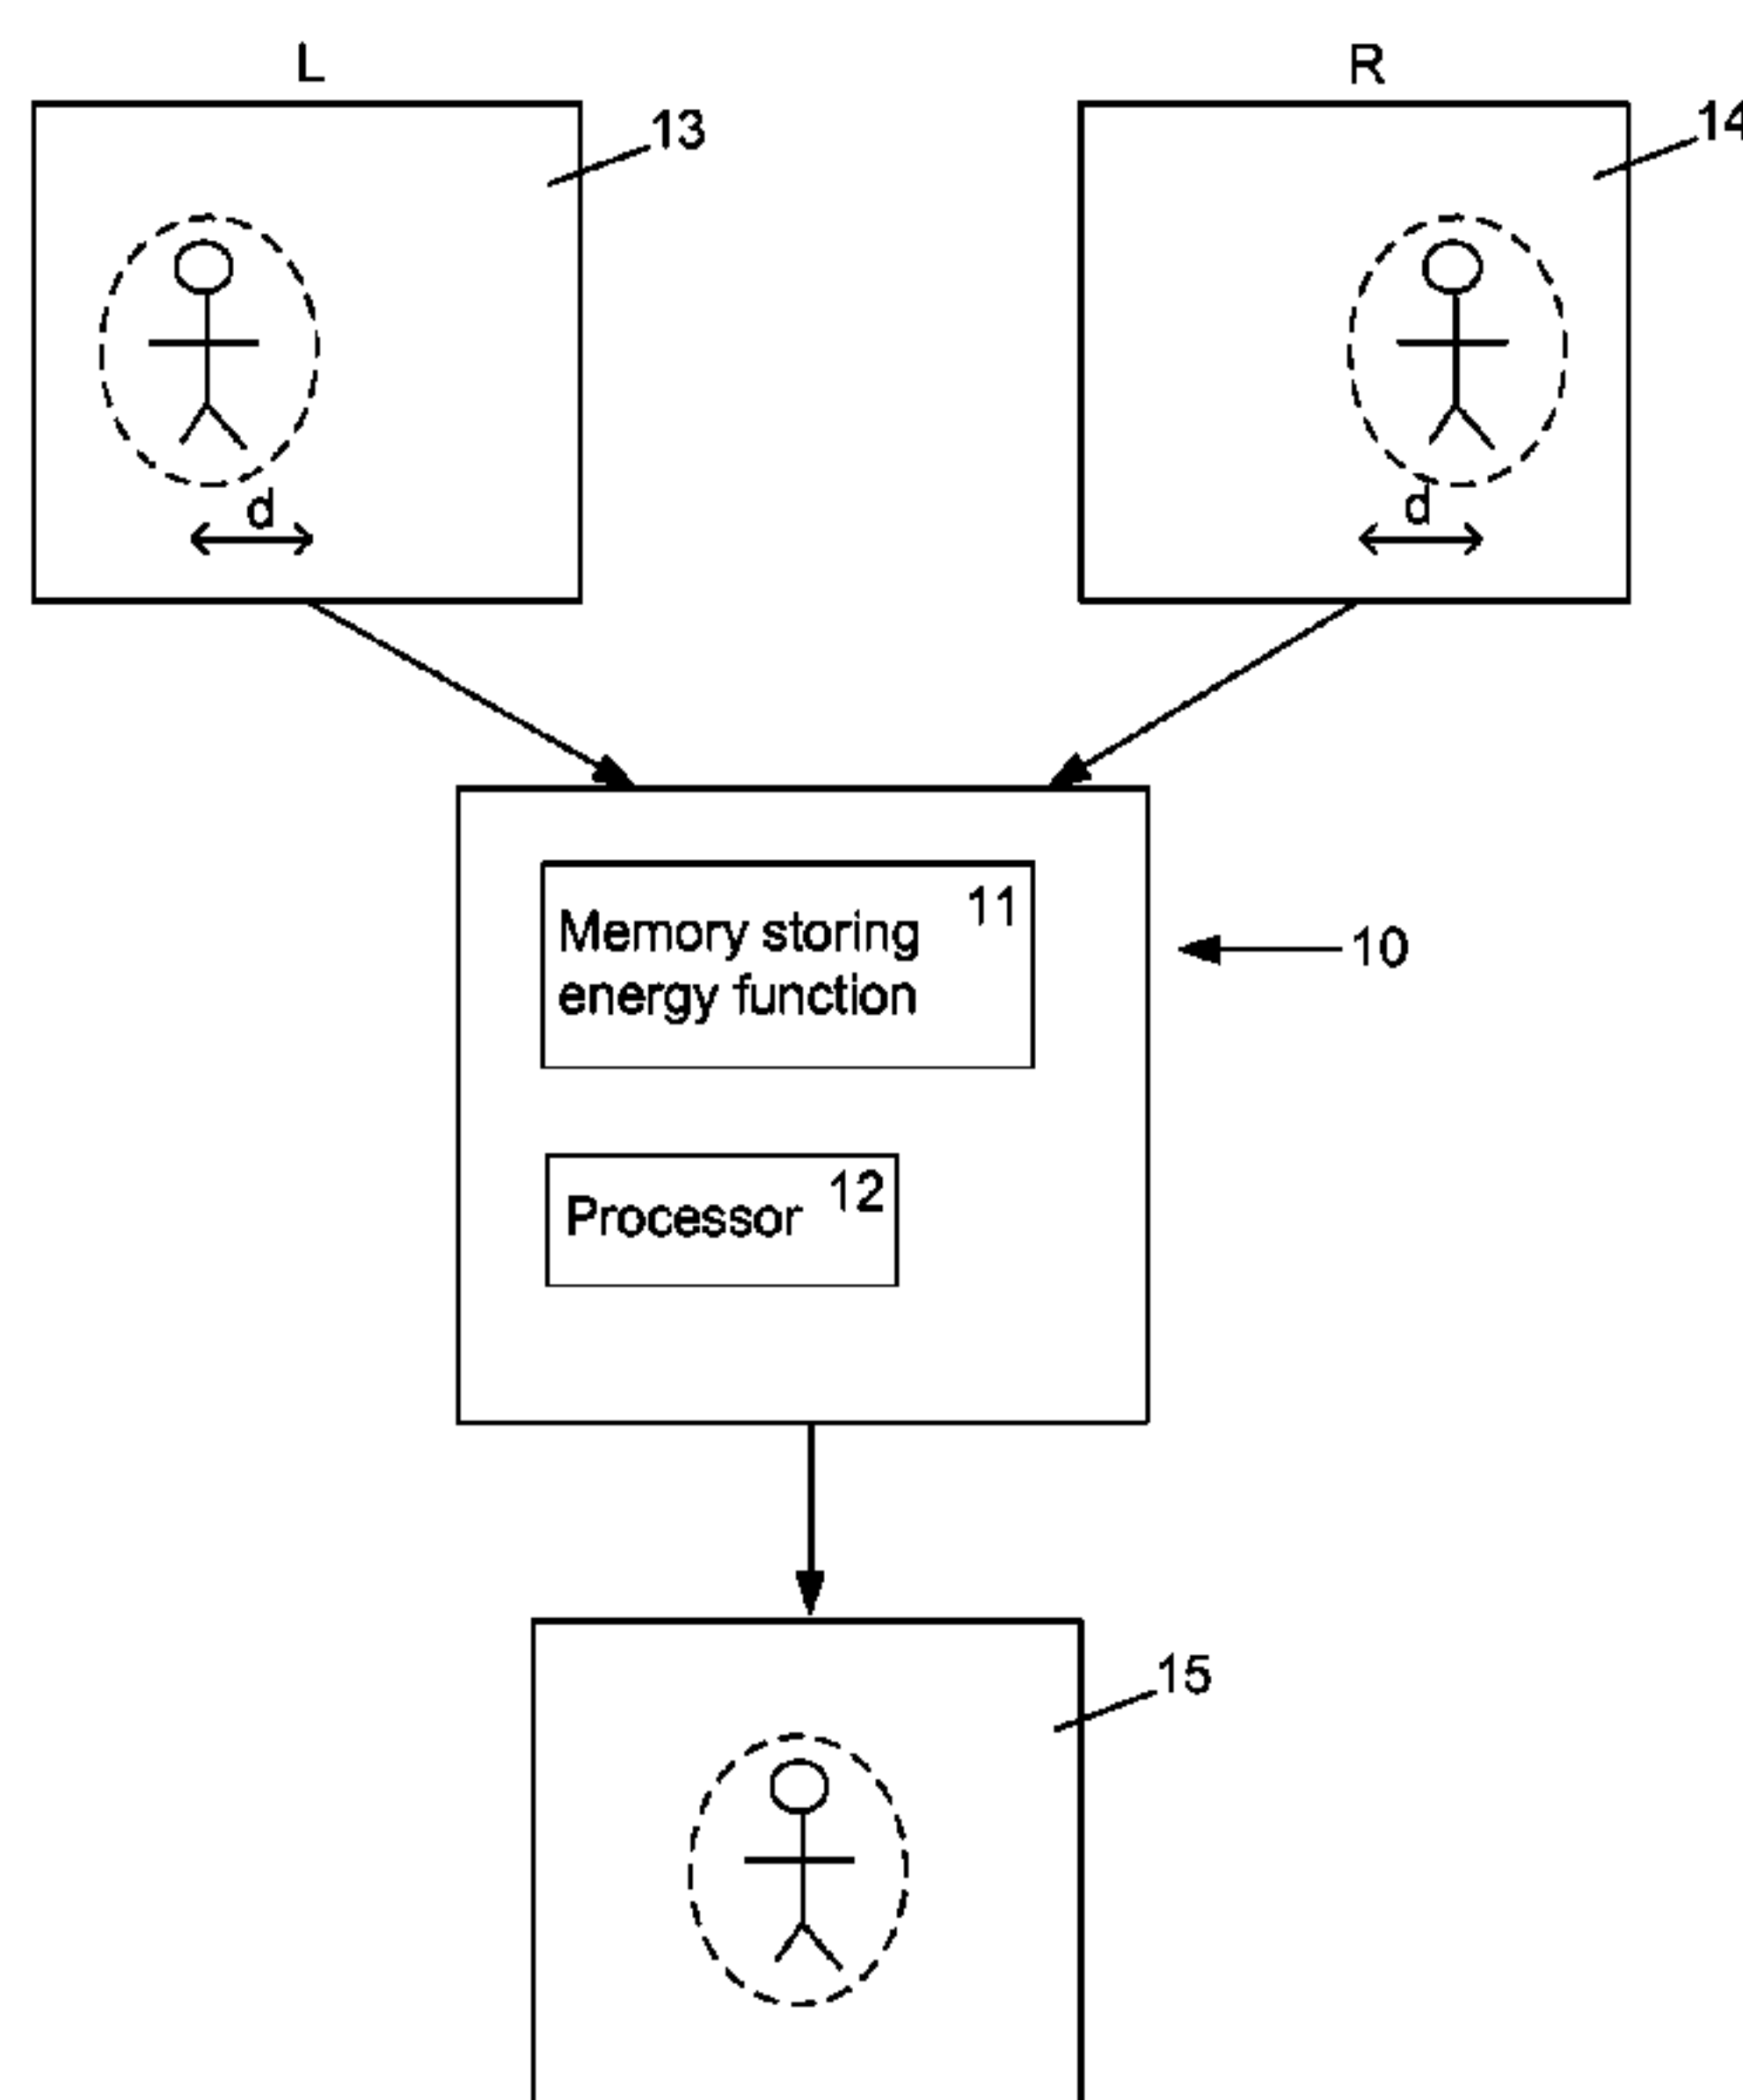 L
R
13
14
d
d
11
Memory storing
energy function
10
12
Processor
15